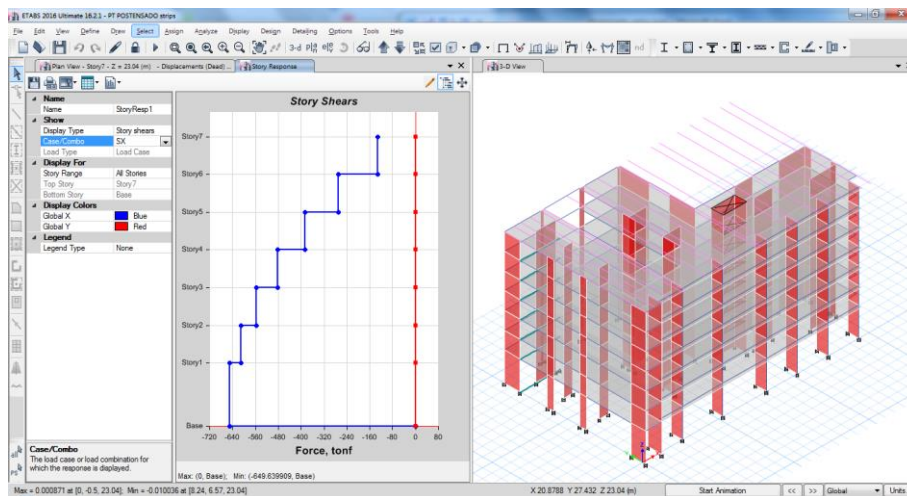 ETABS 2016 Ultimate 16.2.1 - PT POSTENSADO strips
File Edit View Define Draw Select Assign Analyze Display Design Detailing Options Tools Help
3-d
nd
Plan View - Story7 - Z = 23.04 (m) - Displacements (Dead) ...
Story Response
3-D View
Name
Name StoryResp1
Show
Display Type Story shears
Case/Combo SX
Load Type Load Case
Display For
Story Range All Stories
Top Story Story7
Bottom Story Base
Display Colors
Global X Blue
Global Y Red
Legend
Legend Type None
Case/Combo
The load case or load combination for
which the response is displayed.
Story Shears
Story7
Story6
Story5
Story4
Story3
Story2
Story1
Base
-720 -640 -560 -480 -400 -320 -240 -160 -80 0 80
Force, tonf
Max: (0, Base); Min: (-649.639909, Base)
Max = 0.000871 at [0, -0.5, 23.04]; Min = -0.010036 at [8.24, 6.57, 23.04]
X 20.8788 Y 27.432 Z 23.04 (m)
Start Animation
<< >>
Global
Units